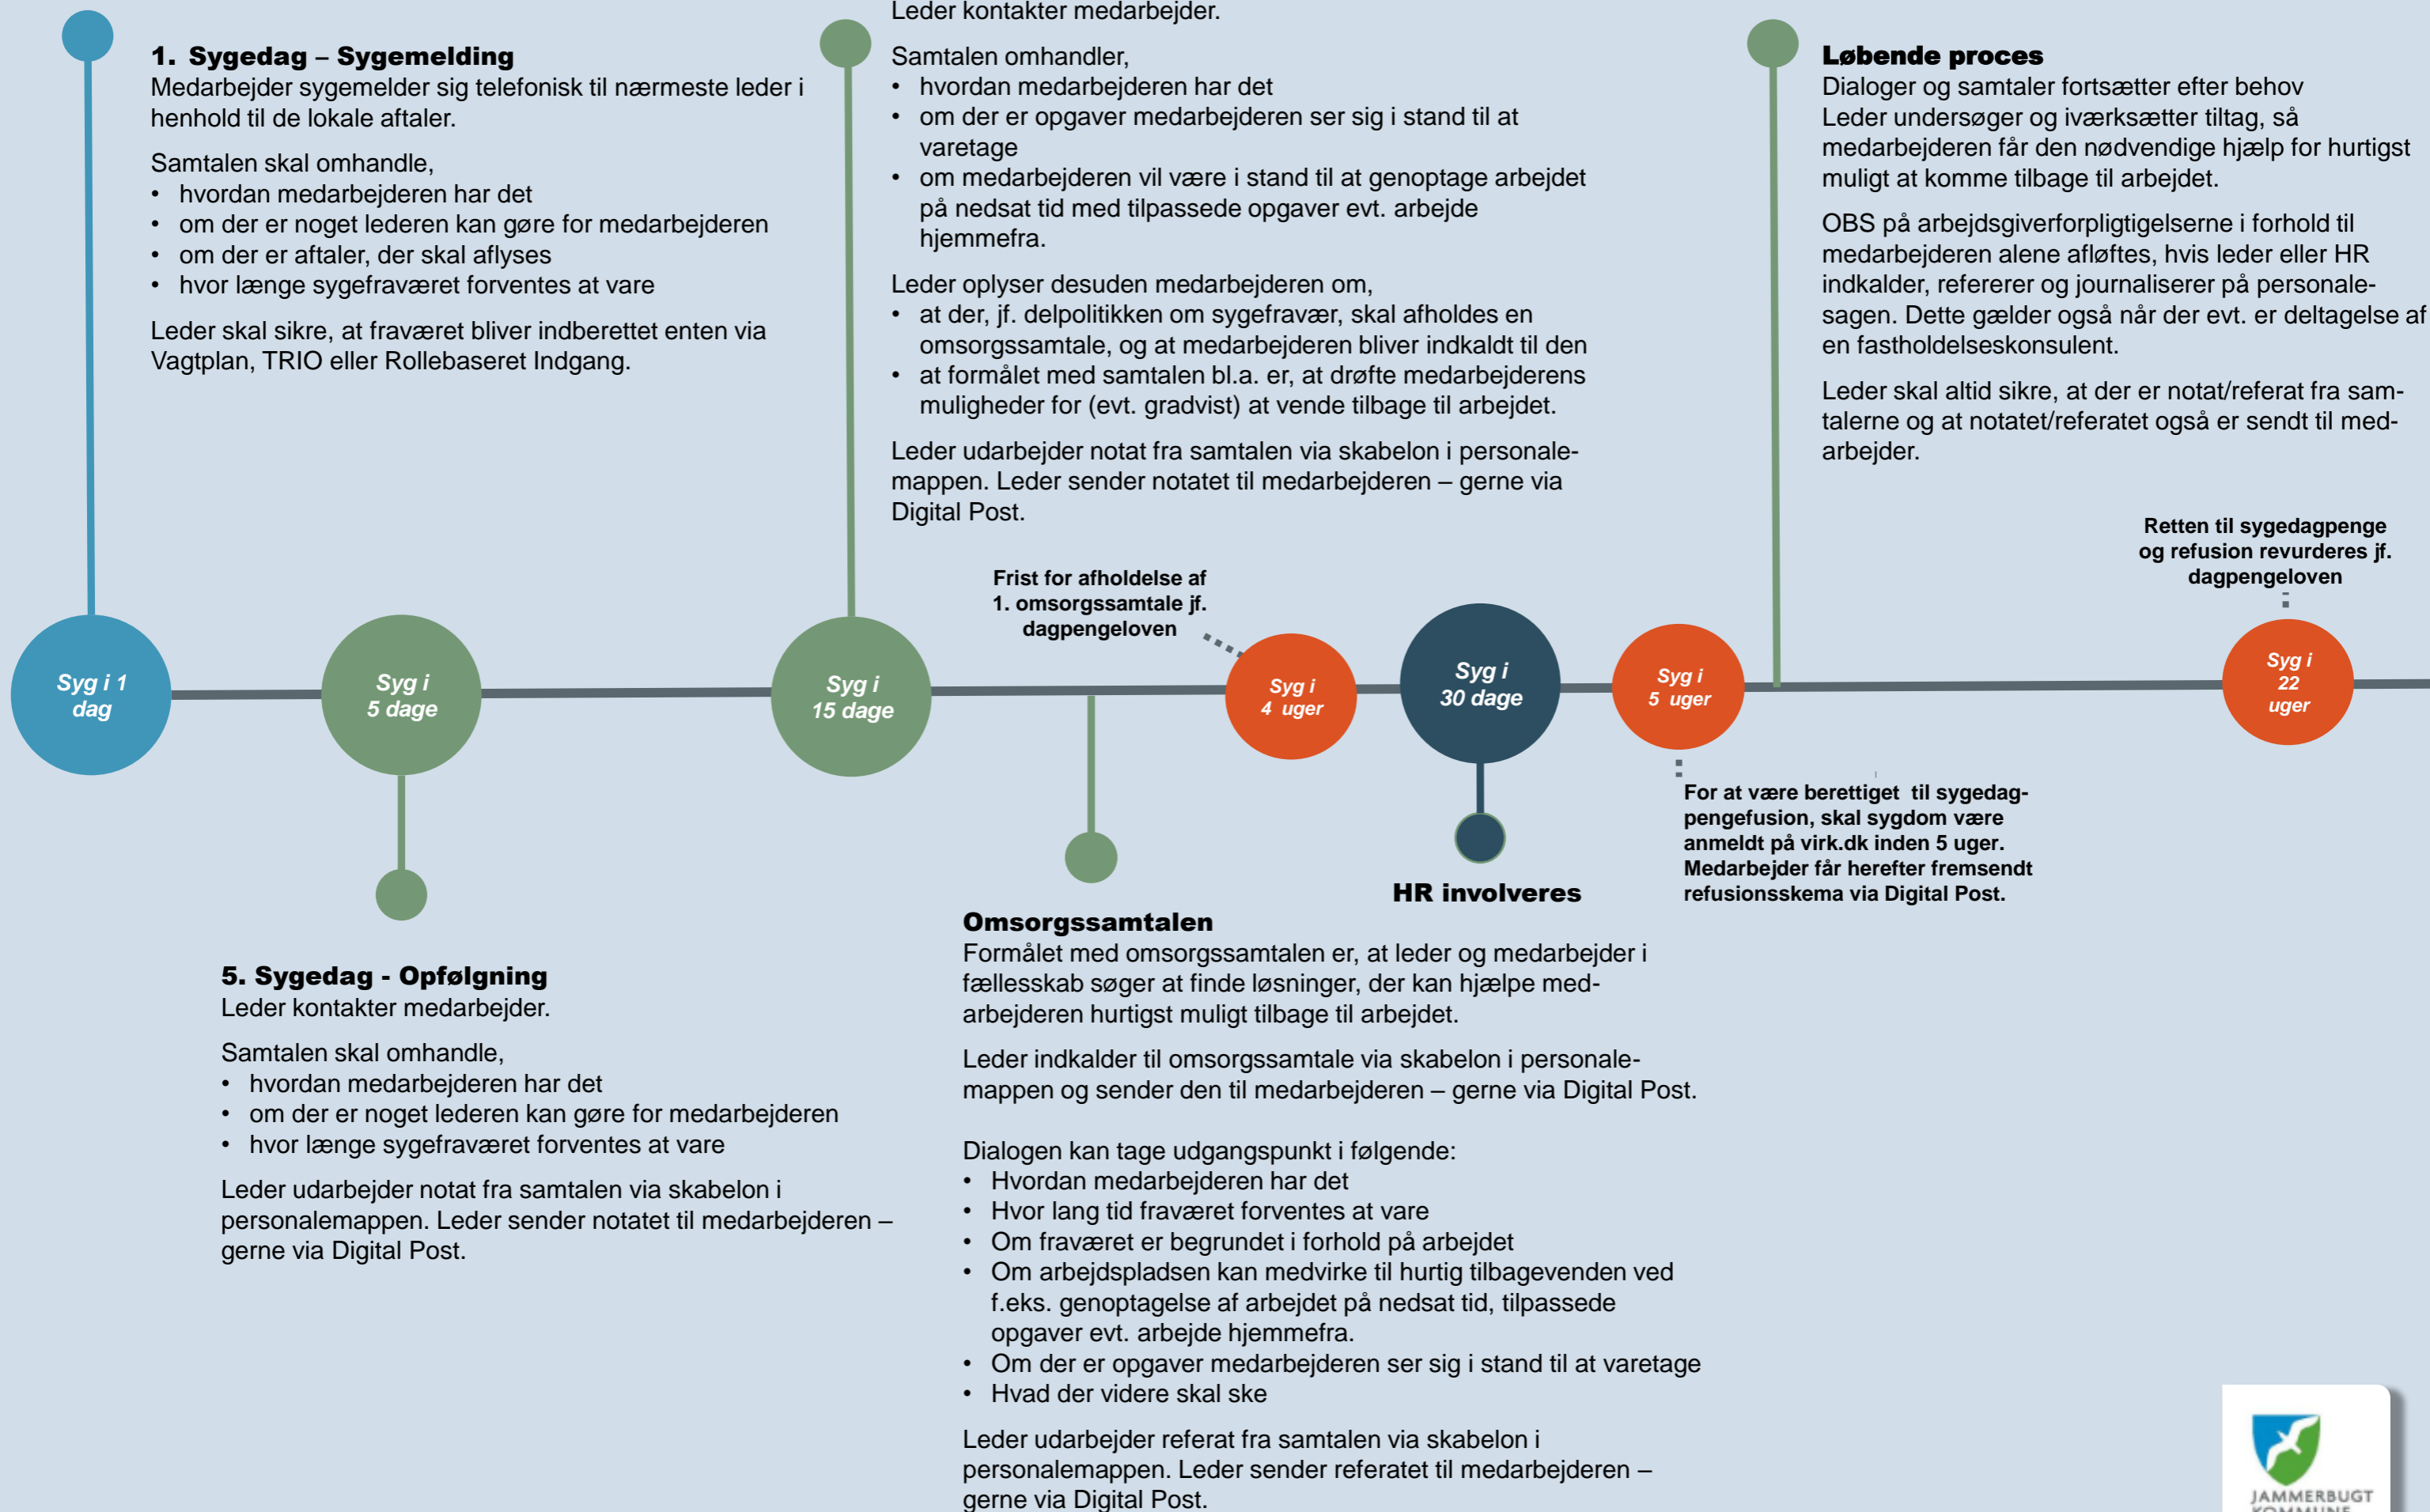 1. Sygedag – Sygemelding
Medarbejder sygemelder sig telefonisk til nærmeste leder i
henhold til de lokale aftaler.
Samtalen skal omhandle,
• hvordan medarbejderen har det
• om der er noget lederen kan gøre for medarbejderen
• om der er aftaler, der skal aflyses
• hvor længe sygefraværet forventes at vare
Leder skal sikre, at fraværet bliver indberettet enten via
Vagtplan, TRIO eller Rollebaseret Indgang.
Leder kontakter medarbejder.
Samtalen omhandler,
• hvordan medarbejderen har det
• om der er opgaver medarbejderen ser sig i stand til at
varetage
• om medarbejderen vil være i stand til at genoptage arbejdet
på nedsat tid med tilpassede opgaver evt. arbejde
hjemmefra.
Leder oplyser desuden medarbejderen om,
• at der, jf. delpolitikken om sygefravær, skal afholdes en
omsorgssamtale, og at medarbejderen bliver indkaldt til den
• at formålet med samtalen bl.a. er, at drøfte medarbejderens
muligheder for (evt. gradvist) at vende tilbage til arbejdet.
Leder udarbejder notat fra samtalen via skabelon i personale-
mappen. Leder sender notatet til medarbejderen – gerne via
Digital Post.
Løbende proces
Dialoger og samtaler fortsætter efter behov
Leder undersøger og iværksætter tiltag, så
medarbejderen får den nødvendige hjælp for hurtigst
muligt at komme tilbage til arbejdet.
OBS på arbejdsgiverforpligtigelserne i forhold til
medarbejderen alene afløftes, hvis leder eller HR
indkalder, refererer og journaliserer på personale-
sagen. Dette gælder også når der evt. er deltagelse af
en fastholdelseskonsulent.
Leder skal altid sikre, at der er notat/referat fra sam-
talerne og at notatet/referatet også er sendt til med-
arbejder.
Frist for afholdelse af
1. omsorgssamtale jf.
dagpengeloven
Retten til sygedagpenge
og refusion revurderes jf.
dagpengeloven
Syg i 1
dag
Syg i
5 dage
Syg i
15 dage
Syg i
4 uger
Syg i
30 dage
Syg i
5 uger
Syg i
22
uger
For at være berettiget til sygedag-
pengefusion, skal sygdom være
anmeldt på virk.dk inden 5 uger.
Medarbejder får herefter fremsendt
refusionsskema via Digital Post.
HR involveres
5. Sygedag - Opfølgning
Leder kontakter medarbejder.
Samtalen skal omhandle,
• hvordan medarbejderen har det
• om der er noget lederen kan gøre for medarbejderen
• hvor længe sygefraværet forventes at vare
Leder udarbejder notat fra samtalen via skabelon i
personalemappen. Leder sender notatet til medarbejderen –
gerne via Digital Post.
Omsorgssamtalen
Formålet med omsorgssamtalen er, at leder og medarbejder i
fællesskab søger at finde løsninger, der kan hjælpe med-
arbejderen hurtigst muligt tilbage til arbejdet.
Leder indkalder til omsorgssamtale via skabelon i personale-
mappen og sender den til medarbejderen – gerne via Digital Post.
Dialogen kan tage udgangspunkt i følgende:
• Hvordan medarbejderen har det
• Hvor lang tid fraværet forventes at vare
• Om fraværet er begrundet i forhold på arbejdet
• Om arbejdspladsen kan medvirke til hurtig tilbagevenden ved
f.eks. genoptagelse af arbejdet på nedsat tid, tilpassede
opgaver evt. arbejde hjemmefra.
• Om der er opgaver medarbejderen ser sig i stand til at varetage
• Hvad der videre skal ske
Leder udarbejder referat fra samtalen via skabelon i
personalemappen. Leder sender referatet til medarbejderen –
gerne via Digital Post.
JAMMERBUGT
KOMMUNE